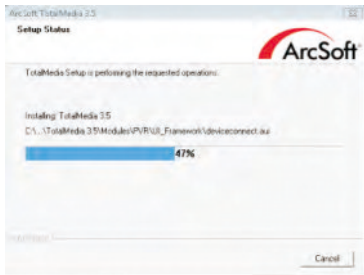 ArcSoft TotalMedia 3.5
Setup Status
ArcSoft
TotalMedia Setup is performing the requested operations.
Installing: TotalMedia 3.5
C:\...\TotalMedia 3.5\Modules\PVR\UI_Framework\deviceconnect.aui
47%
Cancel